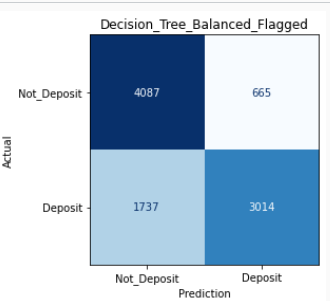 Decision_Tree_Balanced_Flagged
Actual
Not_Deposit
4087 665
Deposit
1737 3014
Not_Deposit Deposit
Prediction